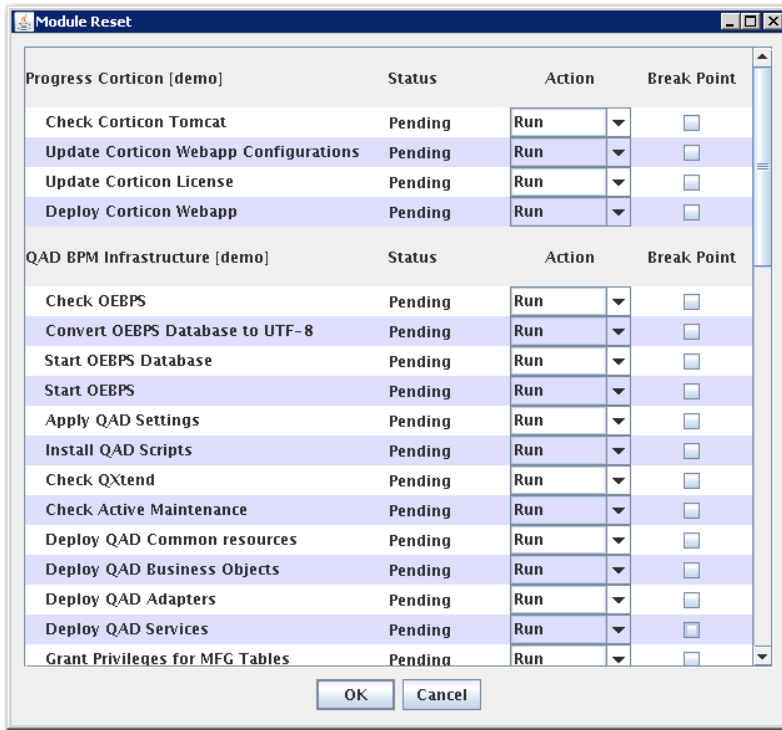 Module Reset
Progress Corticon [demo] Status Action Break Point
Check Corticon Tomcat Pending Run
Update Corticon Webapp Configurations Pending Run
Update Corticon License Pending Run
Deploy Corticon Webapp Pending Run
QAD BPM Infrastructure [demo] Status Action Break Point
Check OEBPS Pending Run
Convert OEBPS Database to UTF-8 Pending Run
Start OEBPS Database Pending Run
Start OEBPS Pending Run
Apply QAD Settings Pending Run
Install QAD Scripts Pending Run
Check QXtend Pending Run
Check Active Maintenance Pending Run
Deploy QAD Common resources Pending Run
Deploy QAD Business Objects Pending Run
Deploy QAD Adapters Pending Run
Deploy QAD Services Pending Run
Grant Privileges for MFG Tables Pending Run
OK Cancel